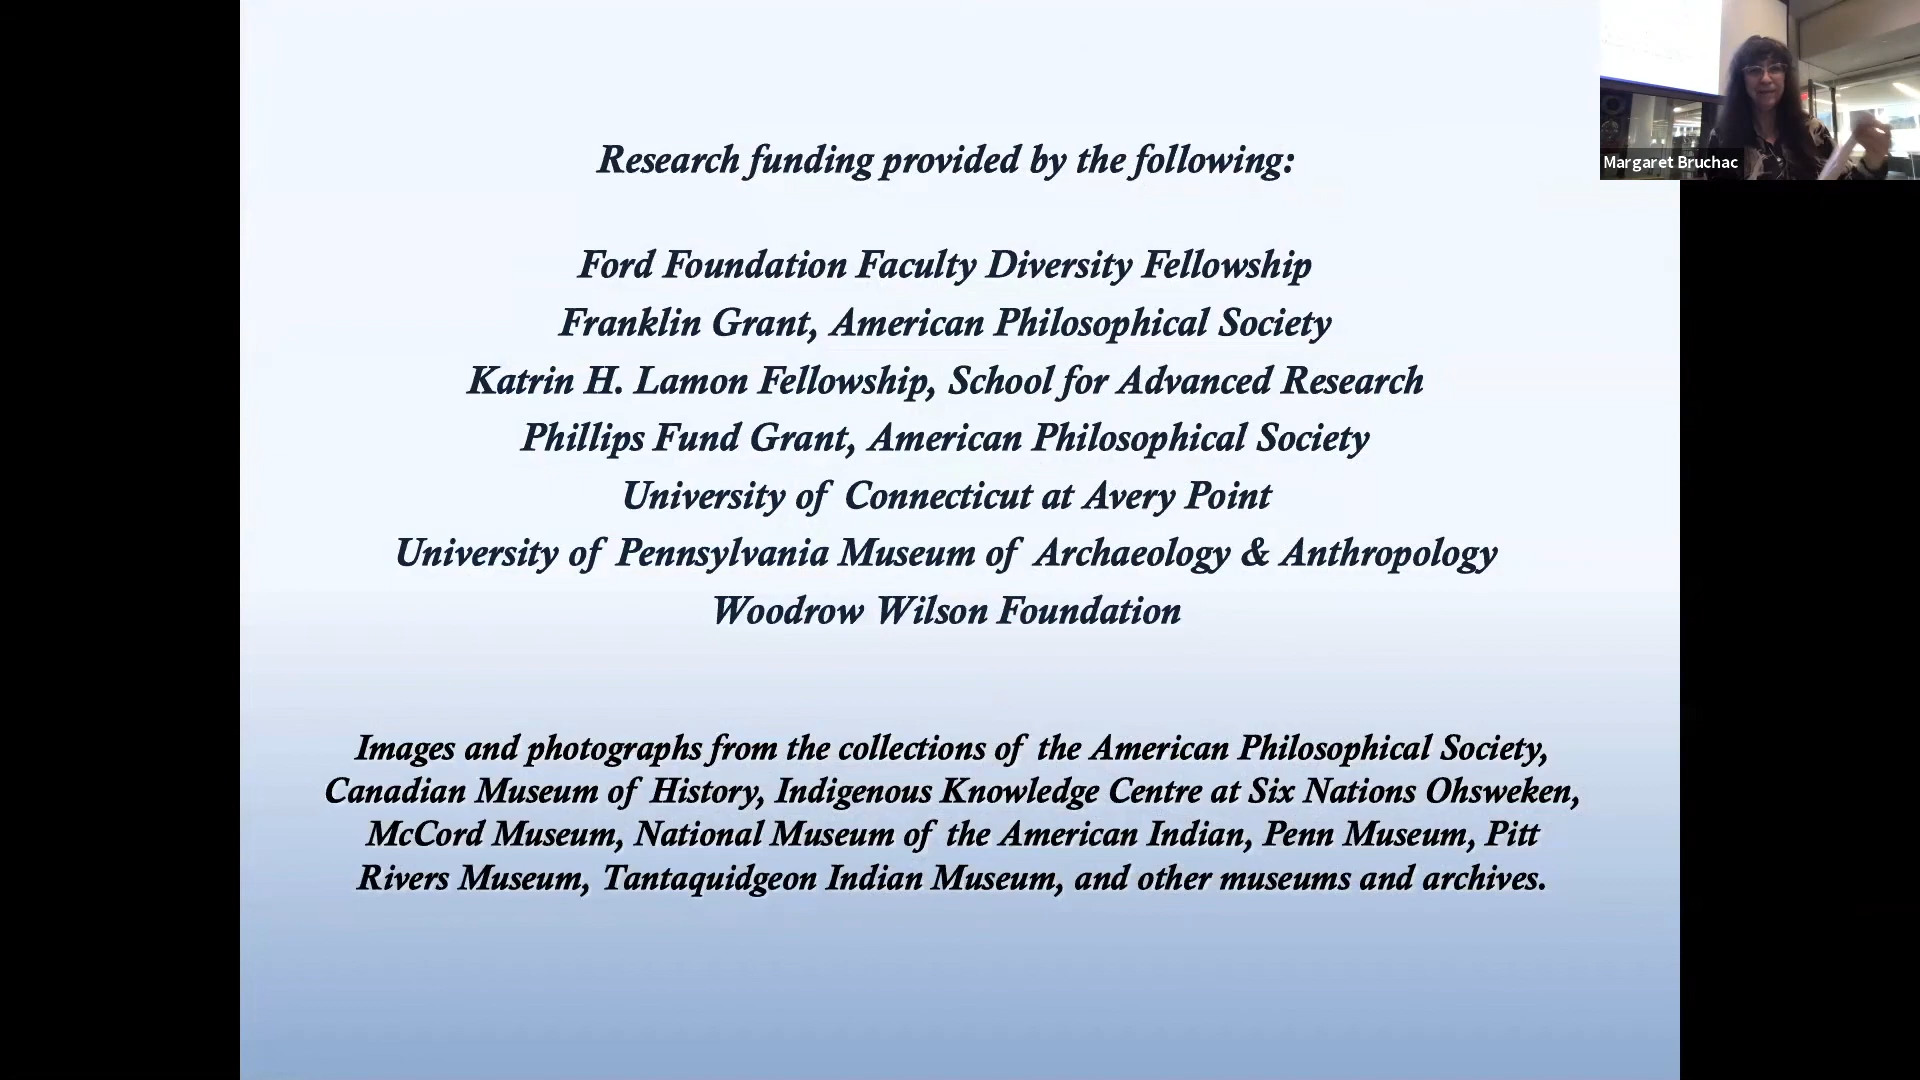 Research funding provided by the following:
Ford Foundation Faculty Diversity Fellowship
Franklin Grant, American Philosophical Society
Katrin H. Lamon Fellowship, School for Advanced Research
Phillips Fund Grant, American Philosophical Society
University of Connecticut at Avery Point
University of Pennsylvania Museum of Archaeology & Anthropology
Woodrow Wilson Foundation
Images and photographs from the collections of the American Philosophical Society,
Canadian Museum of History, Indigenous Knowledge Centre at Six Nations Ohsweken,
McCord Museum, National Museum of the American Indian, Penn Museum, Pitt
Rivers Museum, Tantaquidgeon Indian Museum, and other museums and archives.
Margaret Bruchac